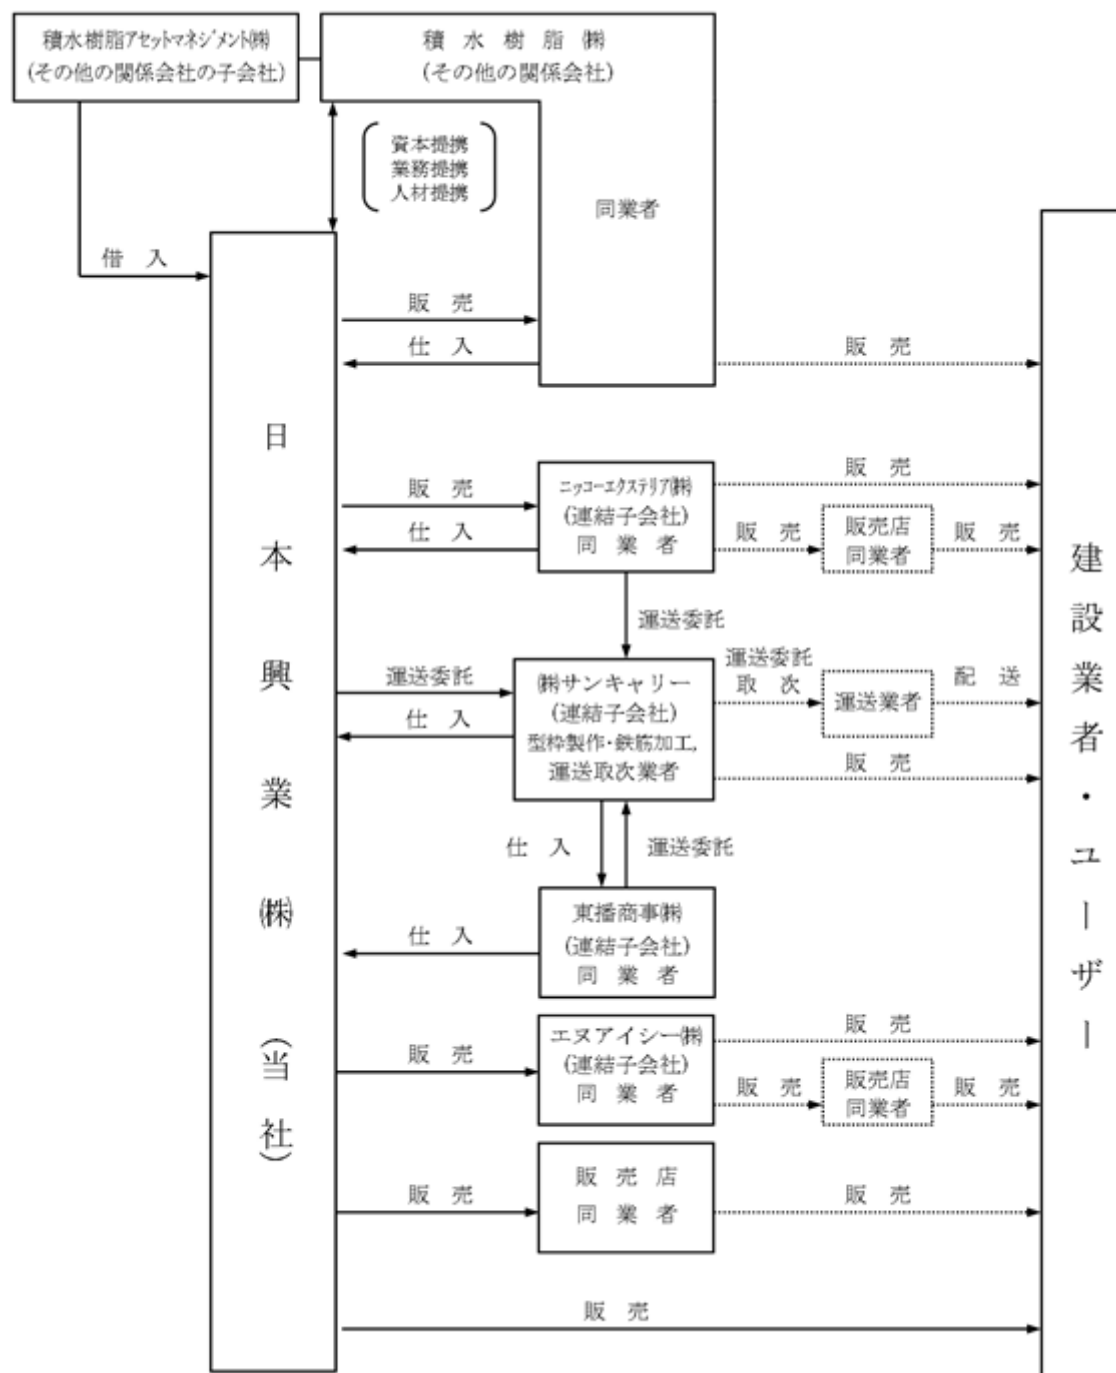 積水樹脂アセットマネジメント㈱
(その他の関係会社の子会社)
積 水 樹 脂 ㈱
(その他の関係会社)
資本提携
業務提携
人材提携
同業者
借 入
販 売
仕 入
販 売
日本興業㈱(当社)
建設業者・ユーザー
販 売
仕 入
ニッコーエクステリア㈱
(連結子会社)
同 業 者
販 売
販 売
販売店
同業者
販 売
運送委託
運送委託
仕 入
㈱サンキャリー
(連結子会社)
型枠製作・鉄筋加工,
運送取次業者
運送委託
取 次
運送業者
配 送
販 売
仕 入
運送委託
仕 入
東播商事㈱
(連結子会社)
同 業 者
販 売
エヌアイシー㈱
(連結子会社)
同 業 者
販 売
販 売
販売店
同業者
販 売
販 売
販 売 店
同 業 者
販 売
販 売